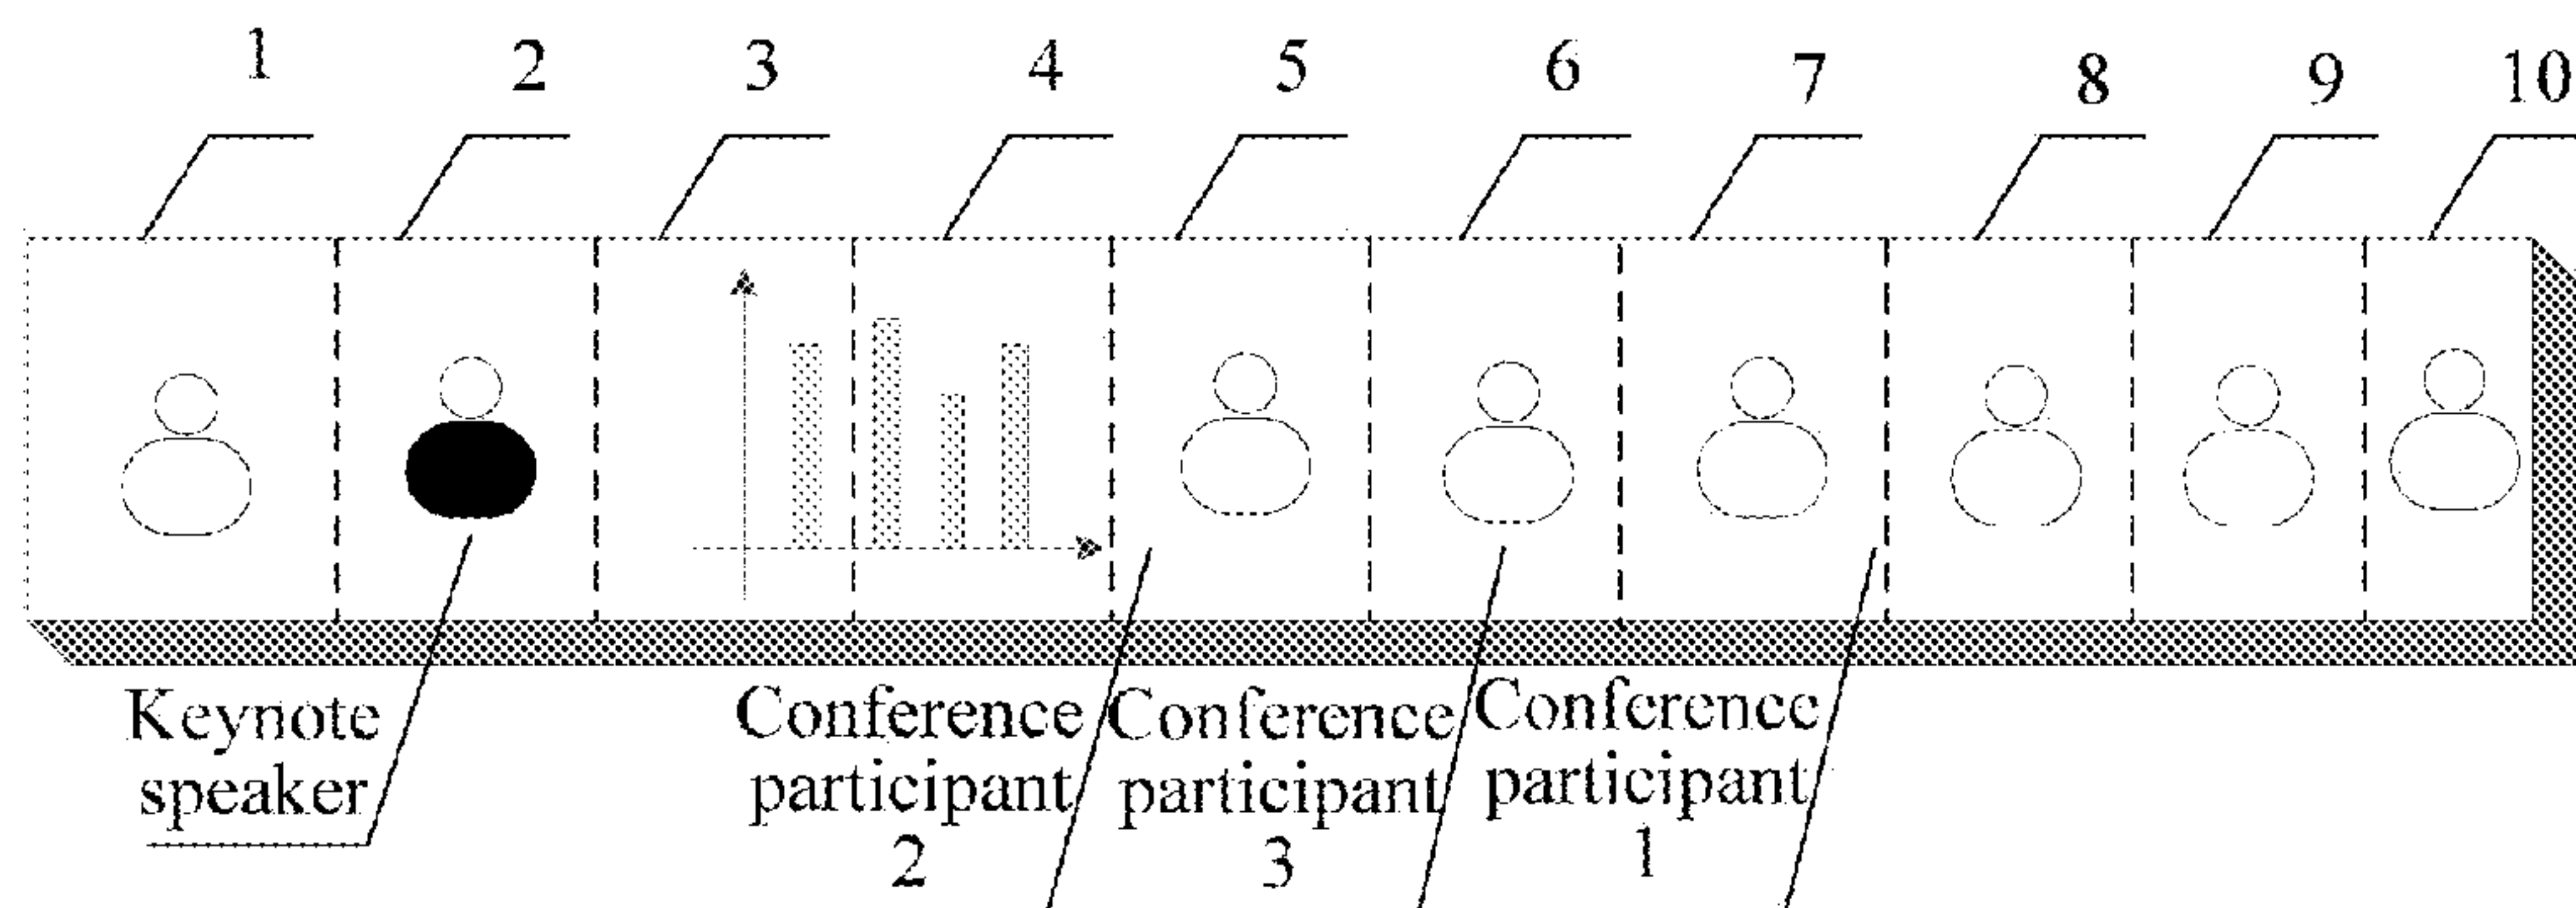 1 2 3 4 5 6 7 8 9 10
Keynote
speaker
Conference
participant
2
Conference
participant
3
Conference
participant
1